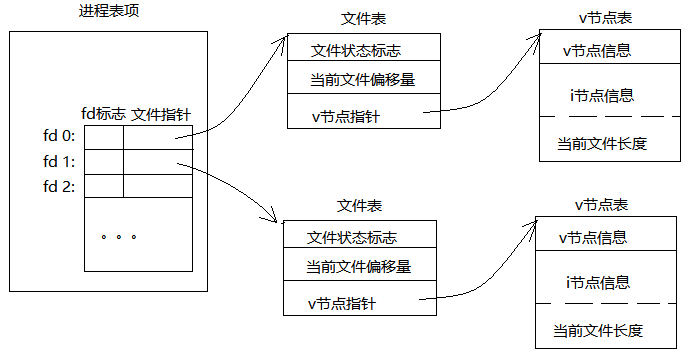 进程表项
fd标志 文件指针
fd 0:
fd 1:
fd 2:
。。。
文件表
文件状态标志
当前文件偏移量
v节点指针
v节点表
v节点信息
i节点信息
当前文件长度
文件表
文件状态标志
当前文件偏移量
v节点指针
v节点表
v节点信息
i节点信息
当前文件长度